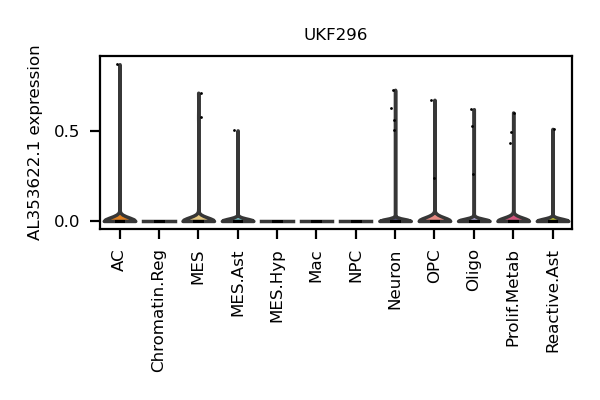 UKF296
AL353622.1 expression
0.5
0.0
AC
Chromatin.Reg
MES
MES.Ast
MES.Hyp
Mac
NPC
Neuron
OPC
Oligo
Prolif.Metab
Reactive.Ast